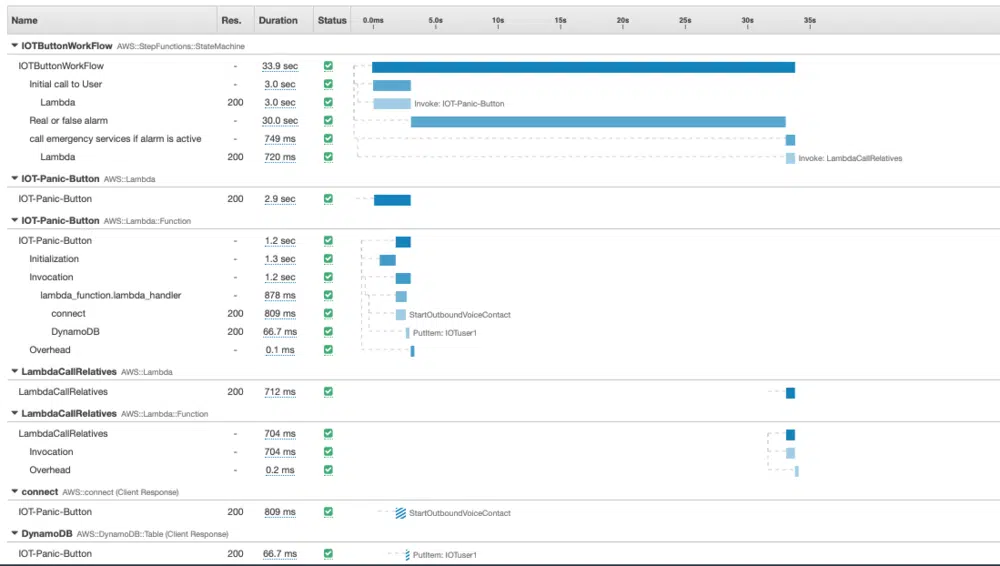 Name Res. Duration Status 0.0ms 5.0s 10s 15s 20s 25s 30s 35s
IOTButtonWorkFlow AWS::StepFunctions::StateMachine
IOTButtonWorkFlow - 33.9 sec
Initial call to User - 3.0 sec
Lambda 200 3.0 sec Invoke: IOT-Panic-Button
Real or false alarm - 30.0 sec
call emergency services if alarm is active - 749 ms
Lambda 200 720 ms Invoke: LambdaCallRelatives
IOT-Panic-Button AWS::Lambda
IOT-Panic-Button 200 2.9 sec
IOT-Panic-Button AWS::Lambda::Function
IOT-Panic-Button - 1.2 sec
Initialization - 1.3 sec
Invocation - 1.2 sec
lambda_function.lambda_handler - 878 ms
connect 200 809 ms StartOutboundVoiceContact
DynamoDB 200 66.7 ms PutItem: IOTuser1
Overhead - 0.1 ms
LambdaCallRelatives AWS::Lambda
LambdaCallRelatives 200 712 ms
LambdaCallRelatives AWS::Lambda::Function
LambdaCallRelatives - 704 ms
Invocation - 704 ms
Overhead - 0.2 ms
connect AWS::connect (Client Response)
IOT-Panic-Button 200 809 ms StartOutboundVoiceContact
DynamoDB AWS::DynamoDB::Table (Client Response)
IOT-Panic-Button 200 66.7 ms PutItem: IOTuser1